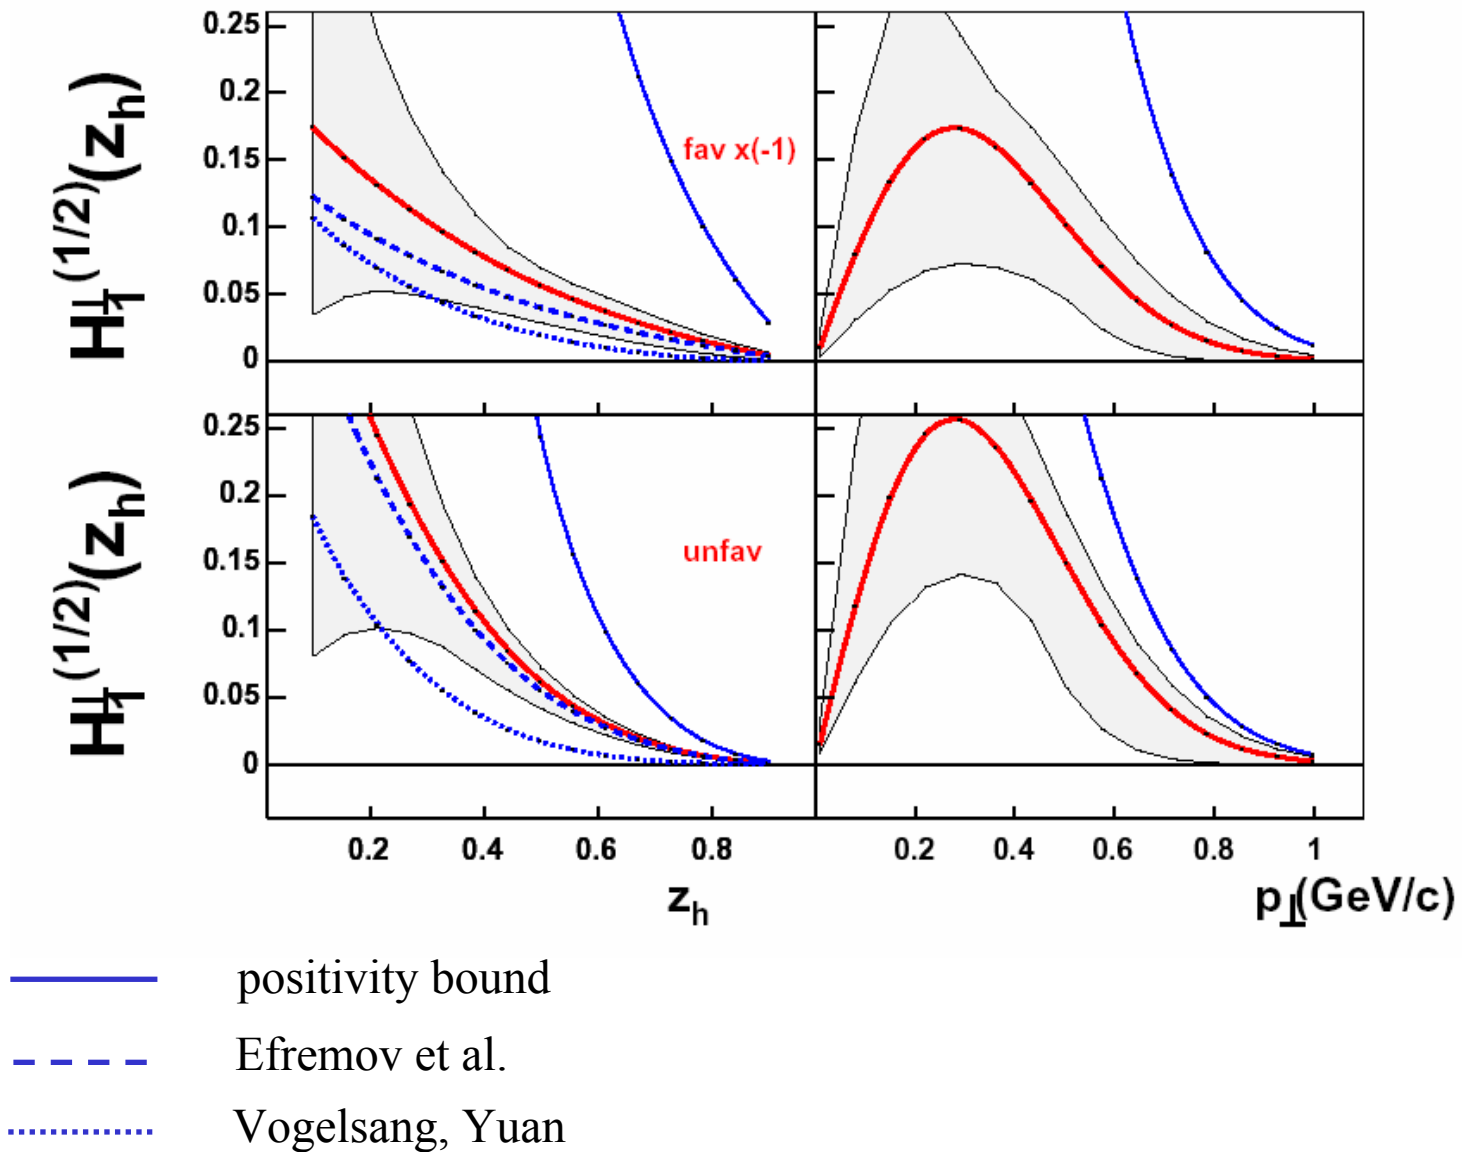 H₁⊥(1/2)(zₕ)
0.25
0.2
0.15
0.1
0.05
0
fav x(-1)
H₁⊥(1/2)(zₕ)
0.25
0.2
0.15
0.1
0.05
0
unfav
0.2 0.4 0.6 0.8
0.2 0.4 0.6 0.8 1
zₕ
p⊥(GeV/c)
positivity bound
Efremov et al.
Vogelsang, Yuan